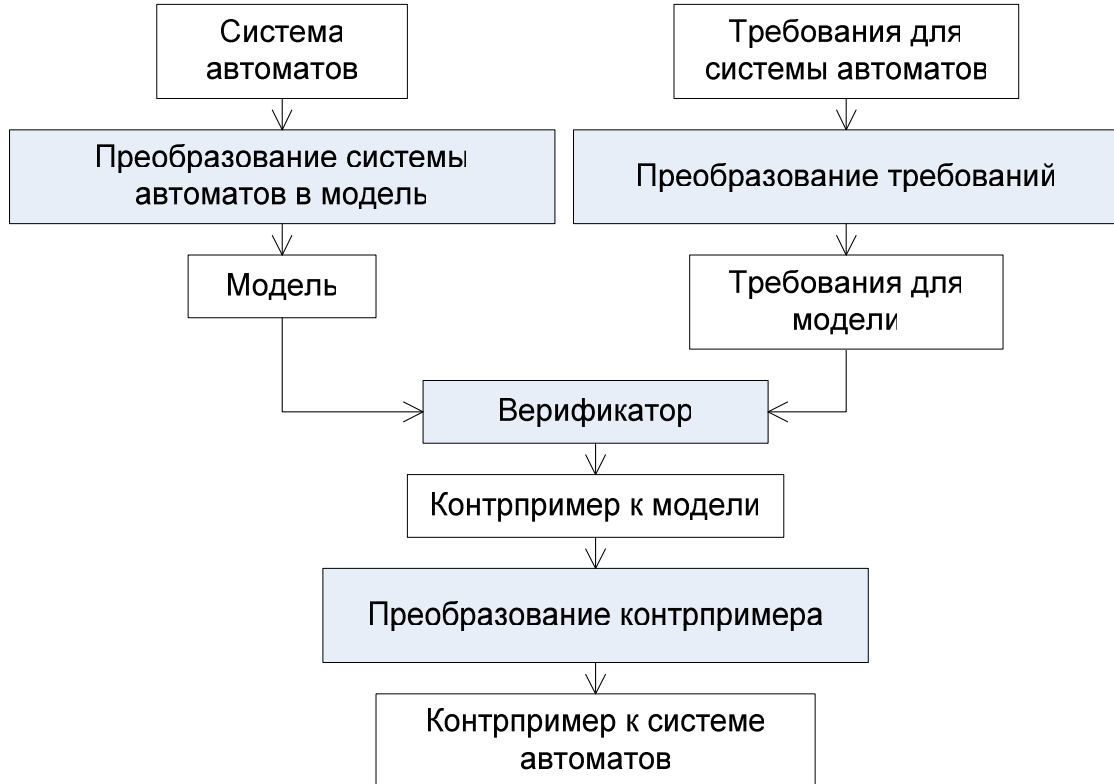 Система
автоматов
Требования для
системы автоматов
Преобразование системы
автоматов в модель
Преобразование требований
Модель
Требования для
модели
Верификатор
Контрпример к модели
Преобразование контрпримера
Контрпример к системе
автоматов